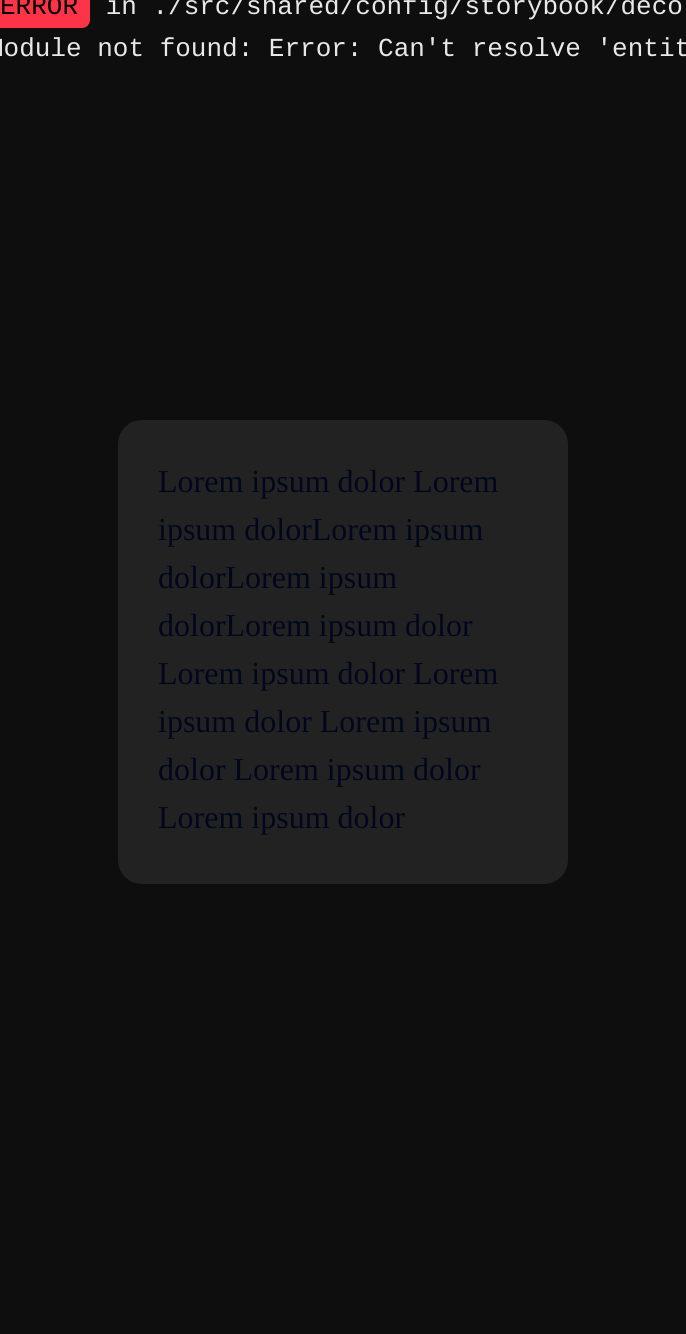 ERROR in ./src/shared/config/storybook/deco
Module not found: Error: Can't resolve 'entit
Lorem ipsum dolor Lorem
ipsum dolorLorem ipsum
dolorLorem ipsum
dolorLorem ipsum dolor
Lorem ipsum dolor Lorem
ipsum dolor Lorem ipsum
dolor Lorem ipsum dolor
Lorem ipsum dolor